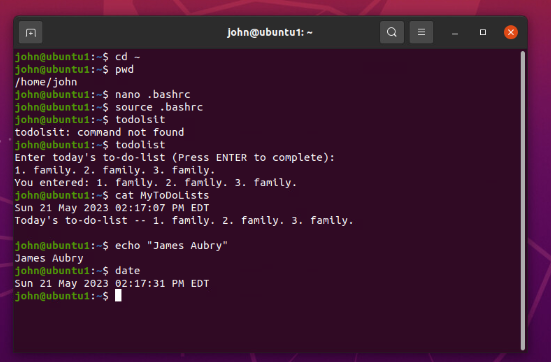 john@ubuntu1: ~
john@ubuntu1:~$ cd ~
john@ubuntu1:~$ pwd
/home/john
john@ubuntu1:~$ nano .bashrc
john@ubuntu1:~$ source .bashrc
john@ubuntu1:~$ todolsit
todolsit: command not found
john@ubuntu1:~$ todolist
Enter today's to-do-list (Press ENTER to complete):
1. family. 2. family. 3. family.
You entered: 1. family. 2. family. 3. family.
john@ubuntu1:~$ cat MyToDoLists
Sun 21 May 2023 02:17:07 PM EDT
Today's to-do-list -- 1. family. 2. family. 3. family.
john@ubuntu1:~$ echo "James Aubry"
James Aubry
john@ubuntu1:~$ date
Sun 21 May 2023 02:17:31 PM EDT
john@ubuntu1:~$